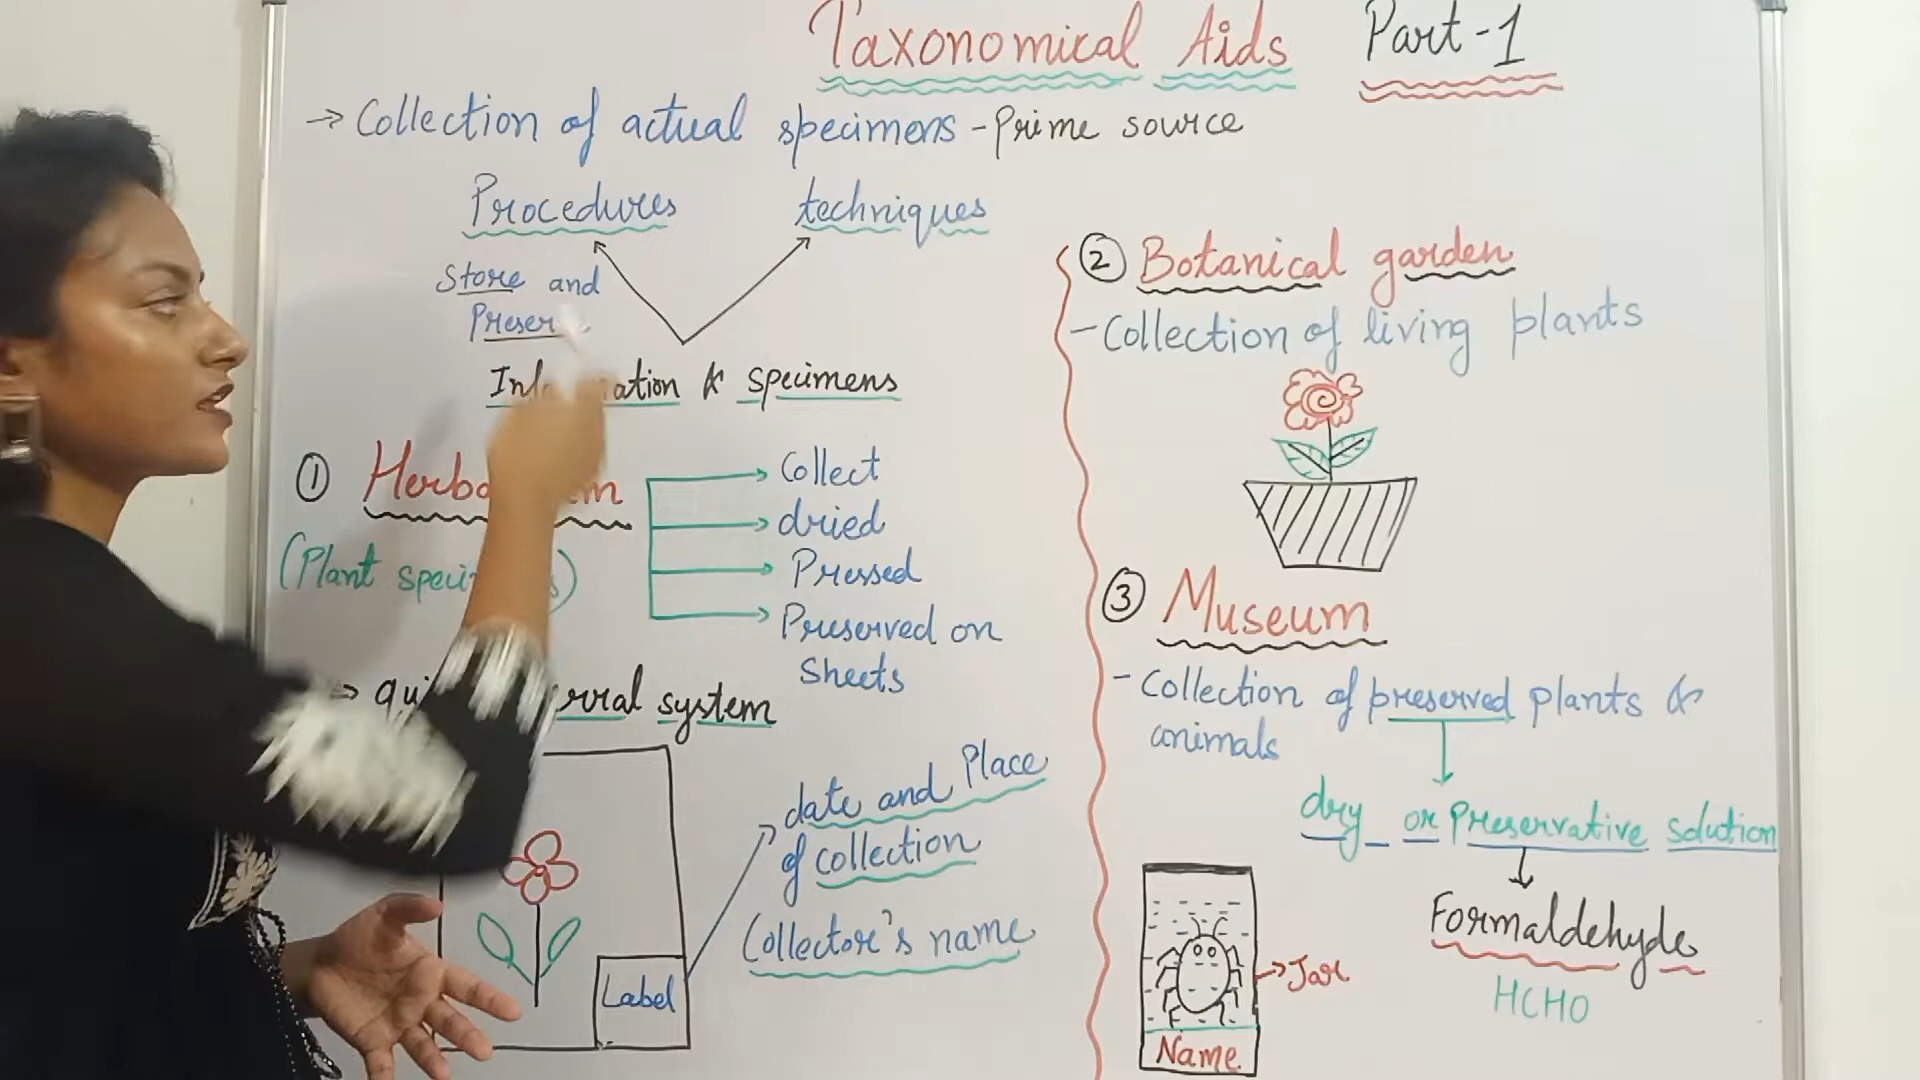 Taxonomical Aids Part-1
→ Collection of actual specimens - Prime source
Procedures techniques
Store and
& specimens
①
Collect
dried
Pressed
Preserved on
Sheets
(Plant
system
date and Place
of collection
Collector's name
Label
② Botanical garden
- Collection of living plants
③ Museum
- Collection of preserved plants &
animals
dry or Preservative solution
Formaldehyde
HCHO
→ Jar
Name